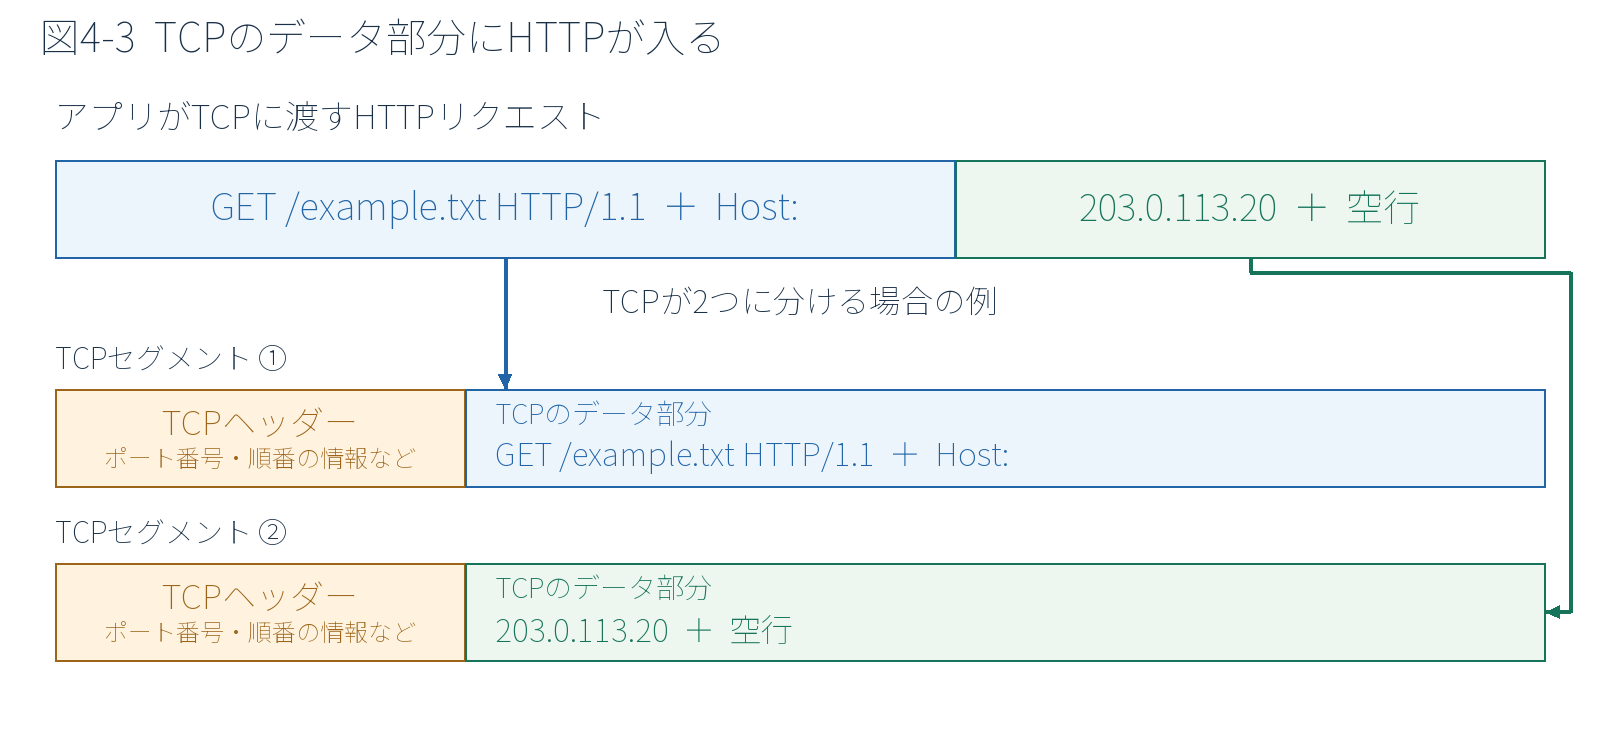 図4-3 TCPのデータ部分にHTTPが入る
アプリがTCPに渡すHTTPリクエスト
GET /example.txt HTTP/1.1 ＋ Host:
203.0.113.20 ＋ 空行
TCPが2つに分ける場合の例
TCPセグメント ①
TCPヘッダー
ポート番号・順番の情報など
TCPのデータ部分
GET /example.txt HTTP/1.1 ＋ Host:
TCPセグメント ②
TCPヘッダー
ポート番号・順番の情報など
TCPのデータ部分
203.0.113.20 ＋ 空行